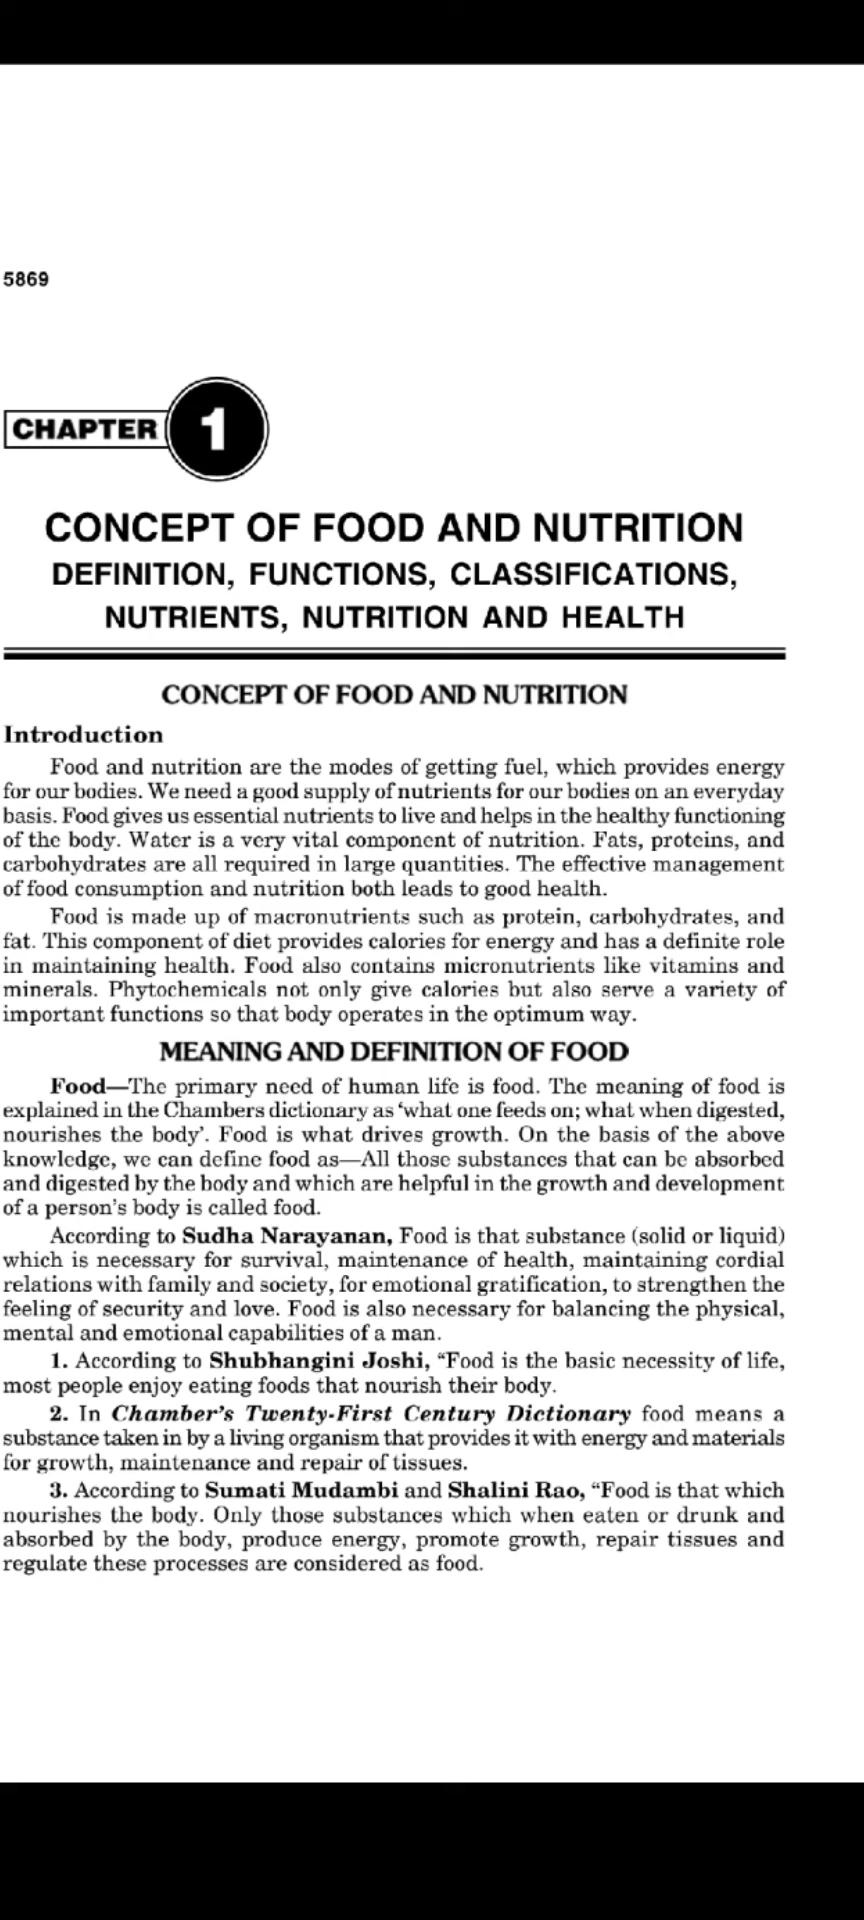 5869
CHAPTER 1
CONCEPT OF FOOD AND NUTRITION
DEFINITION, FUNCTIONS, CLASSIFICATIONS,
NUTRIENTS, NUTRITION AND HEALTH
CONCEPT OF FOOD AND NUTRITION
Introduction
Food and nutrition are the modes of getting fuel, which provides energy
for our bodies. We need a good supply of nutrients for our bodies on an everyday
basis. Food gives us essential nutrients to live and helps in the healthy functioning
of the body. Water is a very vital component of nutrition. Fats, proteins, and
carbohydrates are all required in large quantities. The effective management
of food consumption and nutrition both leads to good health.
Food is made up of macronutrients such as protein, carbohydrates, and
fat. This component of diet provides calories for energy and has a definite role
in maintaining health. Food also contains micronutrients like vitamins and
minerals. Phytochemicals not only give calories but also serve a variety of
important functions so that body operates in the optimum way.
MEANING AND DEFINITION OF FOOD
Food—The primary need of human life is food. The meaning of food is
explained in the Chambers dictionary as ‘what one feeds on; what when digested,
nourishes the body’. Food is what drives growth. On the basis of the above
knowledge, we can define food as—All those substances that can be absorbed
and digested by the body and which are helpful in the growth and development
of a person’s body is called food.
According to Sudha Narayanan, Food is that substance (solid or liquid)
which is necessary for survival, maintenance of health, maintaining cordial
relations with family and society, for emotional gratification, to strengthen the
feeling of security and love. Food is also necessary for balancing the physical,
mental and emotional capabilities of a man.
1. According to Shubhangini Joshi, “Food is the basic necessity of life,
most people enjoy eating foods that nourish their body.
2. In Chamber’s Twenty-First Century Dictionary food means a
substance taken in by a living organism that provides it with energy and materials
for growth, maintenance and repair of tissues.
3. According to Sumati Mudambi and Shalini Rao, “Food is that which
nourishes the body. Only those substances which when eaten or drunk and
absorbed by the body, produce energy, promote growth, repair tissues and
regulate these processes are considered as food.